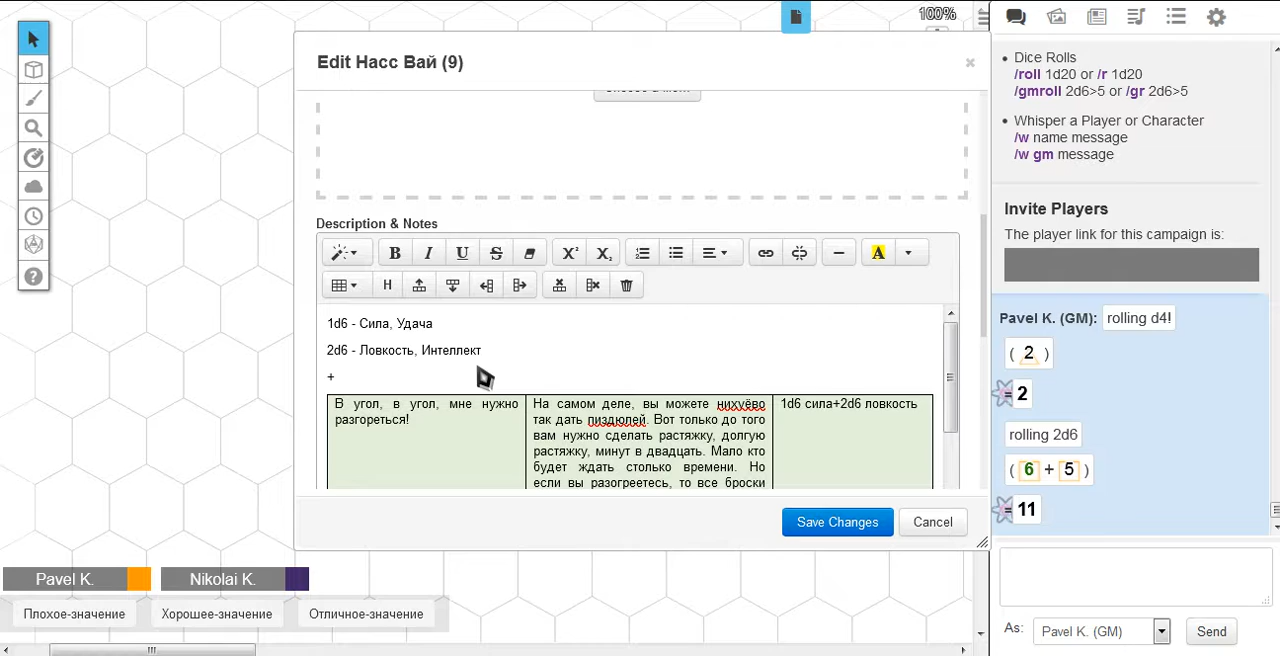 100%
Edit Насс Вай (9)
×
Description & Notes
B I U S X² X₂ A
H
1d6 - Сила, Удача
2d6 - Ловкость, Интеллект
+
В угол, в угол, мне нужно
разгореться!
На самом деле, вы можете нихуёво
так дать пиздюлей. Вот только до того
вам нужно сделать растяжку, долгую
растяжку, минут в двадцать. Мало кто
будет ждать столько времени. Но
если вы разогреетесь, то все броски
1d6 сила+2d6 ловкость
Save Changes
Cancel
Dice Rolls
/roll 1d20 or /r 1d20
/gmroll 2d6>5 or /gr 2d6>5
Whisper a Player or Character
/w name message
/w gm message
Invite Players
The player link for this campaign is:
Pavel K. (GM): rolling d4!
( 2 )
= 2
rolling 2d6
( 6 + 5 )
= 11
As: Pavel K. (GM)
Send
Pavel K.
Nikolai K.
Плохое-значение
Хорошее-значение
Отличное-значение